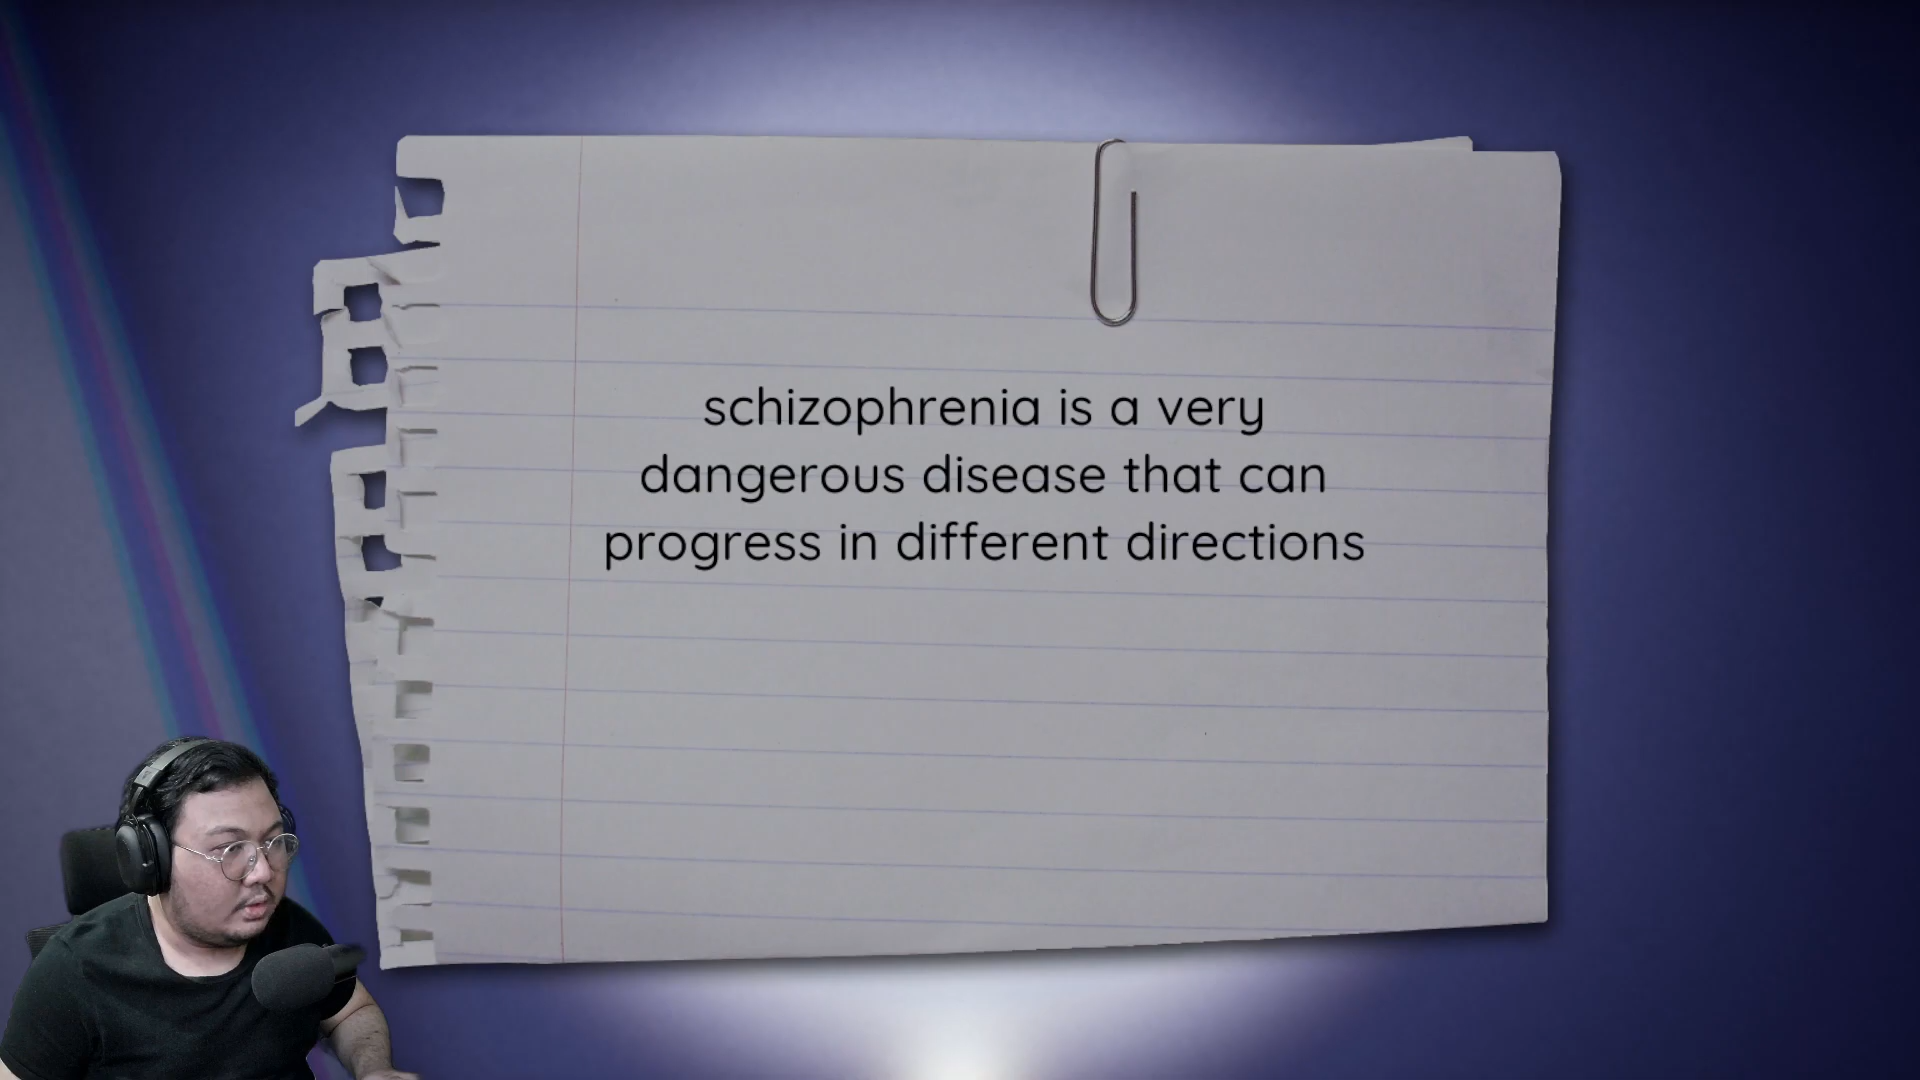 schizophrenia is a very
dangerous disease that can
progress in different directions